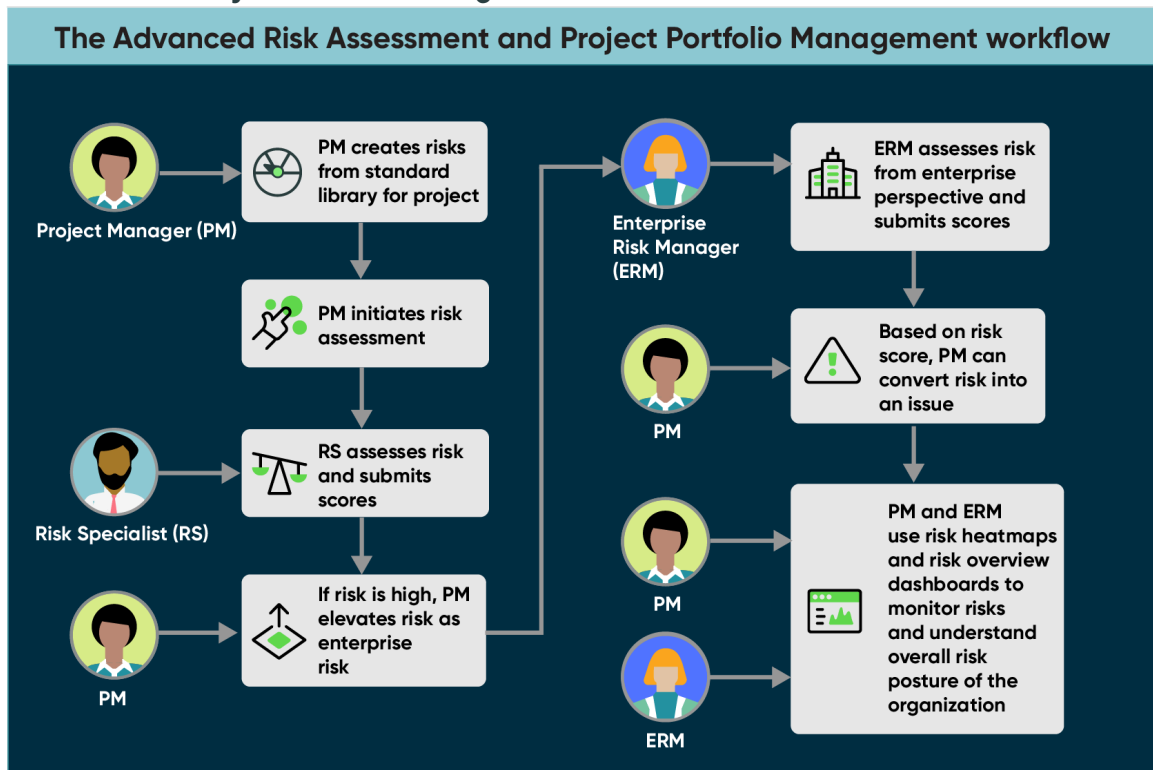 The Advanced Risk Assessment and Project Portfolio Management workflow
Project Manager (PM)
PM creates risks
from standard
library for project
PM initiates risk
assessment
Risk Specialist (RS)
RS assesses risk
and submits
scores
PM
If risk is high, PM
elevates risk as
enterprise
risk
Enterprise
Risk Manager
(ERM)
ERM assesses risk
from enterprise
perspective and
submits scores
PM
Based on risk
score, PM can
convert risk into
an issue
PM
ERM
PM and ERM
use risk heatmaps
and risk overview
dashboards to
monitor risks
and understand
overall risk
posture of the
organization